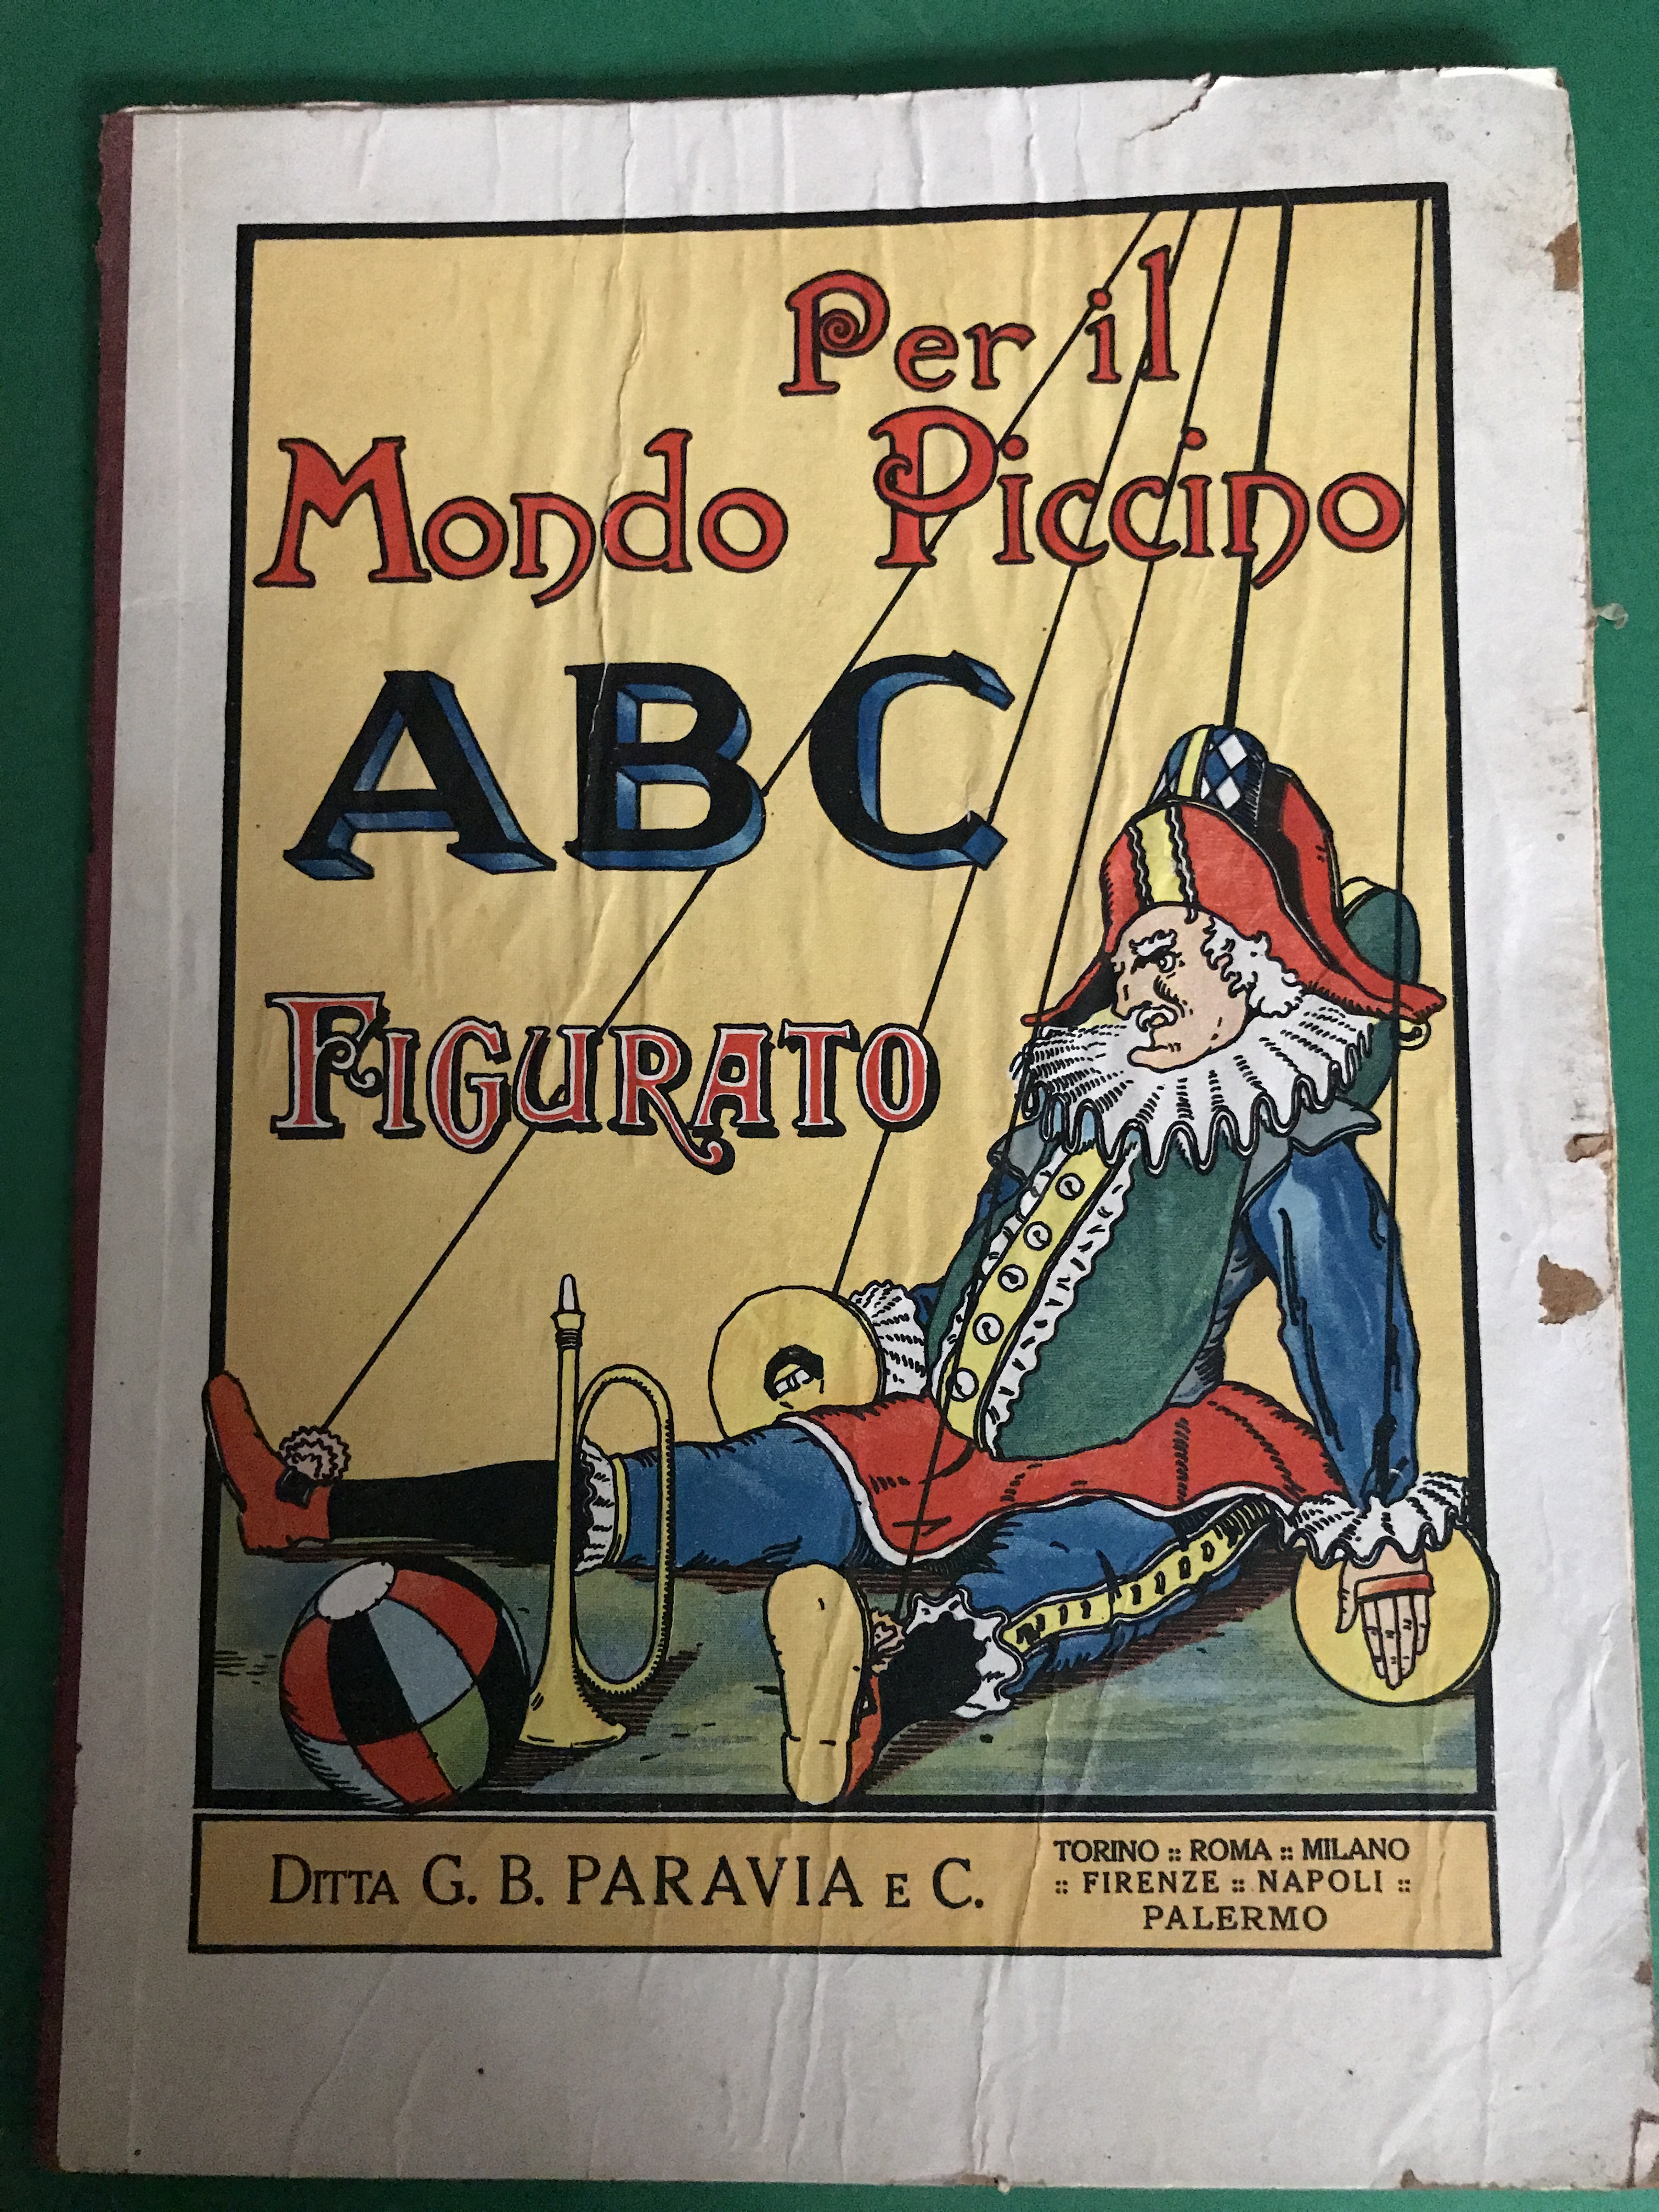 Per il
Mondo Piccino
ABC
FIGURATO
DITTA G. B. PARAVIA E C.
TORINO :: ROMA :: MILANO
:: FIRENZE :: NAPOLI ::
PALERMO